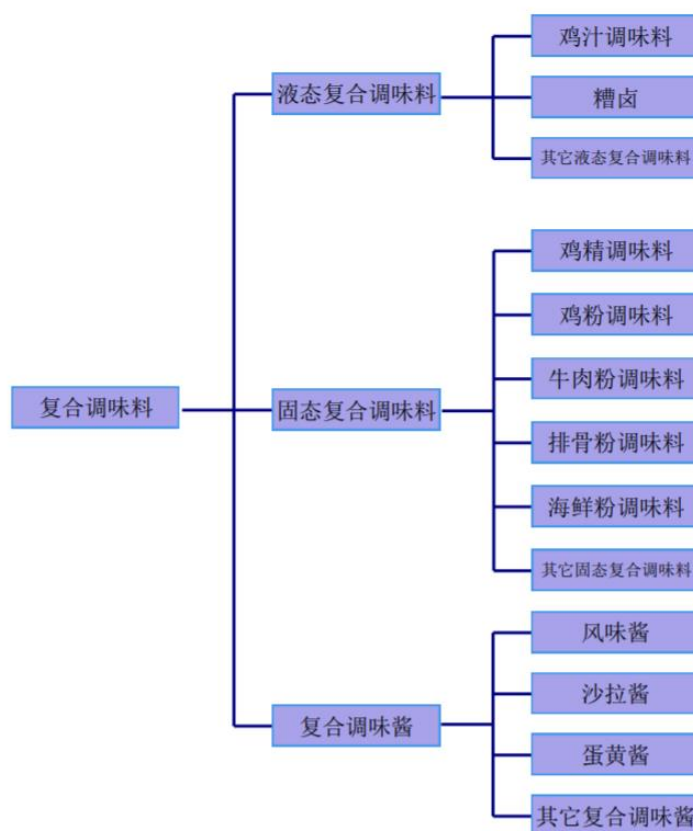 复合调味料
液态复合调味料
鸡汁调味料
糟卤
其它液态复合调味料
固态复合调味料
鸡精调味料
鸡粉调味料
牛肉粉调味料
排骨粉调味料
海鲜粉调味料
其它固态复合调味料
复合调味酱
风味酱
沙拉酱
蛋黄酱
其它复合调味酱